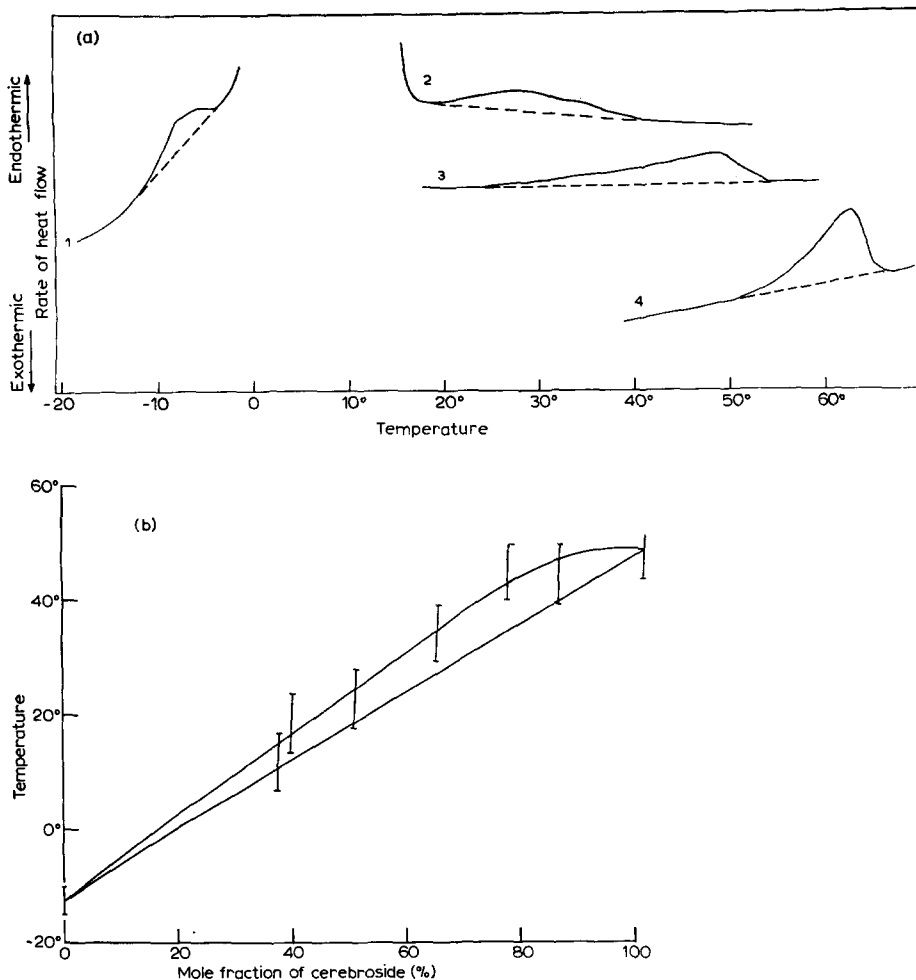 (a)
Endothermic
Rate of heat flow
Exothermic
1
2
3
4
-20 -10 0 10° 20° 30° 40° 50° 60°
Temperature
(b)
60°
40°
20°
0°
-20°
Temperature
0 20 40 60 80 100
Mole fraction of cerebroside (%)